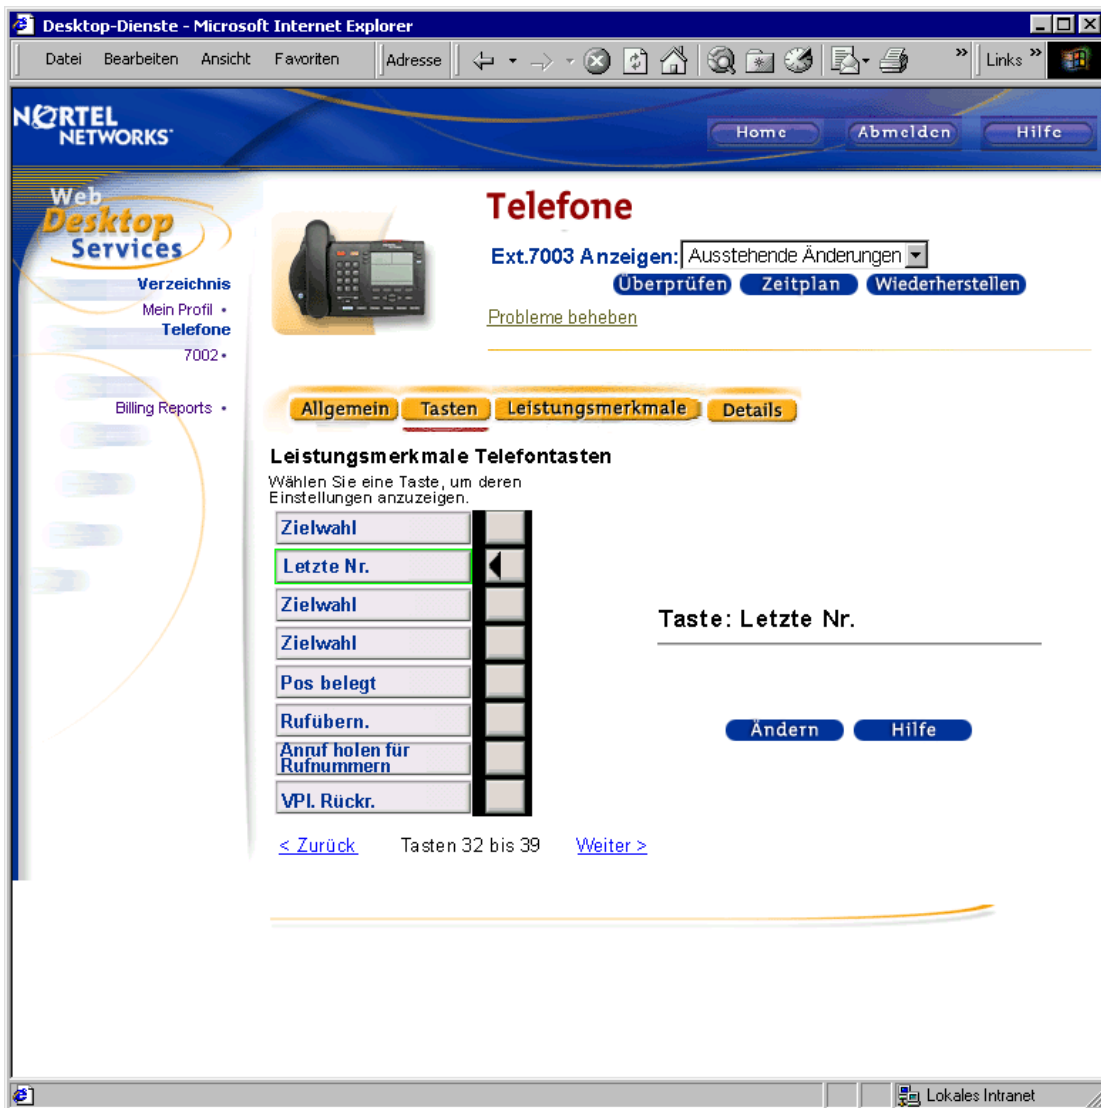 Desktop-Dienste - Microsoft Internet Explorer
Datei Bearbeiten Ansicht Favoriten Adresse » Links »
NORTEL
NETWORKS
Home Abmelden Hilfe
Web
Desktop
Services
Telefone
Ext.7003 Anzeigen: Ausstehende Änderungen
Überprüfen Zeitplan Wiederherstellen
Probleme beheben
Verzeichnis
Mein Profil •
Telefone
7002 •
Billing Reports •
Allgemein Tasten Leistungsmerkmale Details
Leistungsmerkmale Telefontasten
Wählen Sie eine Taste, um deren
Einstellungen anzuzeigen.
Zielwahl
Letzte Nr.
Zielwahl
Zielwahl
Pos belegt
Rufübern.
Anruf holen für
Rufnummern
VPl. Rückr.
Taste: Letzte Nr.
Ändern Hilfe
< Zurück Tasten 32 bis 39 Weiter >
Lokales Intranet